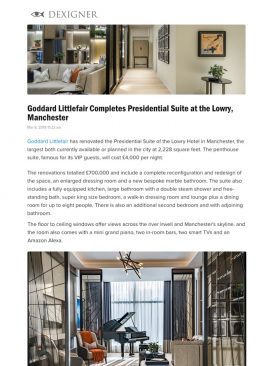 DEXIGNER
Goddard Littlefair Completes Presidential Suite at the Lowry,
Manchester
Goddard Littlefair has renovated the Presidential Suite of the Lowry Hotel in Manchester, the
largest both currently available or planned in the city at 2,228 square feet. The penthouse
suite, famous for its VIP guests, will cost £4,000 per night.
The renovations totalled £700,000 and include a complete reconfiguration and redesign of
the space, an enlarged dressing room and a new bespoke marble bathroom. The suite also
includes a fully equipped kitchen, large bathroom with a double steam shower and free-
standing bath, super king size bedroom, a walk-in dressing room and lounge plus a dining
room for up to eight people. There is also an additional second bedroom and with adjoining
bathroom.
The floor to ceiling windows offer views across the river Irwell and Manchester's skyline, and
the room also comes with a mini grand piano, two in-room bars, two smart TVs and an
Amazon Alexa.